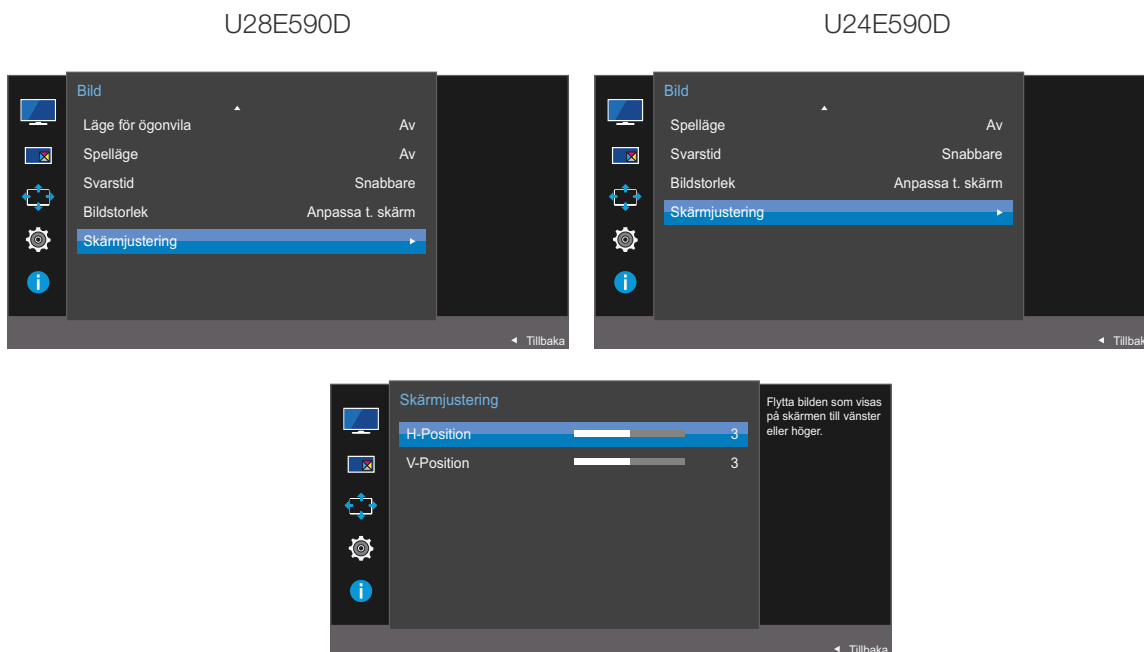 U28E590D
U24E590D
Bild
Läge för ögonvila Av
Spelläge Av
Svarstid Snabbare
Bildstorlek Anpassa t. skärm
Skärmjustering
Tillbaka
Bild
Spelläge Av
Svarstid Snabbare
Bildstorlek Anpassa t. skärm
Skärmjustering
Tillbak
Skärmjustering
H-Position 3
V-Position 3
Flytta bilden som visas
på skärmen till vänster
eller höger.
Tillbaka